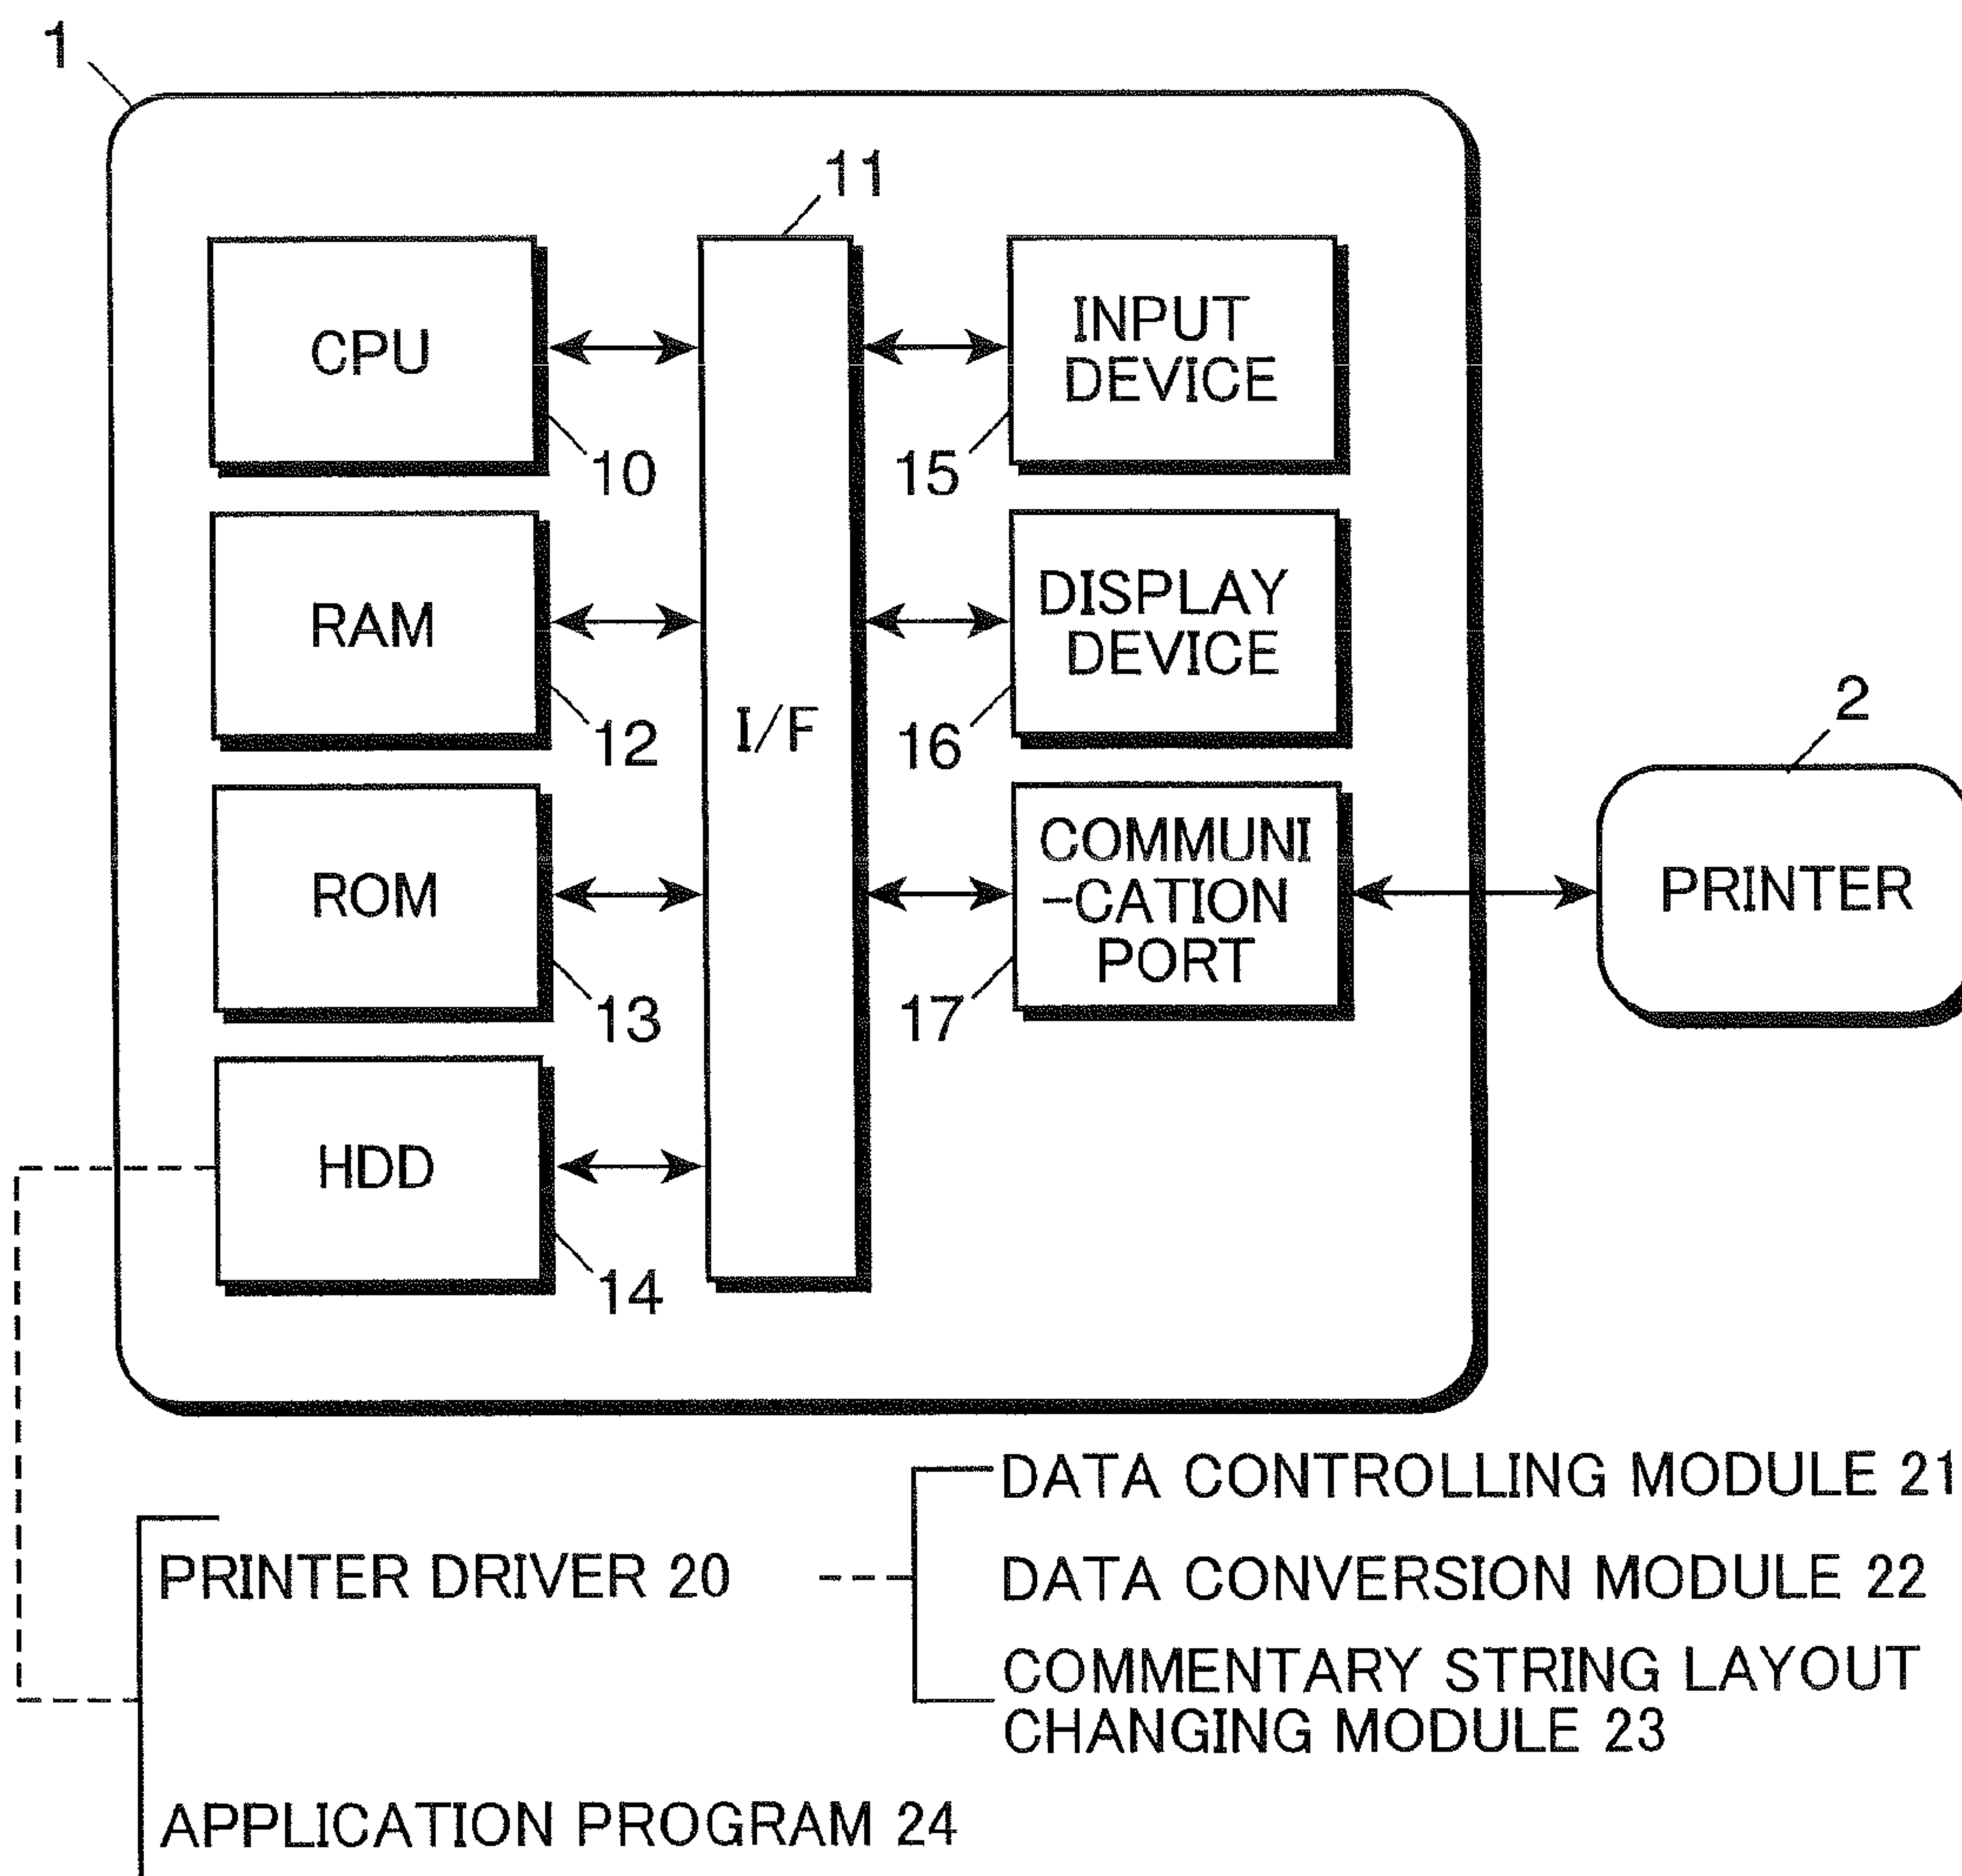 1
11
CPU
10
INPUT
DEVICE
15
RAM
12
I/F
DISPLAY
DEVICE
16
2
ROM
13
COMMUNI
-CATION
PORT
17
PRINTER
HDD
14
DATA CONTROLLING MODULE 21
PRINTER DRIVER 20
DATA CONVERSION MODULE 22
COMMENTARY STRING LAYOUT
CHANGING MODULE 23
APPLICATION PROGRAM 24